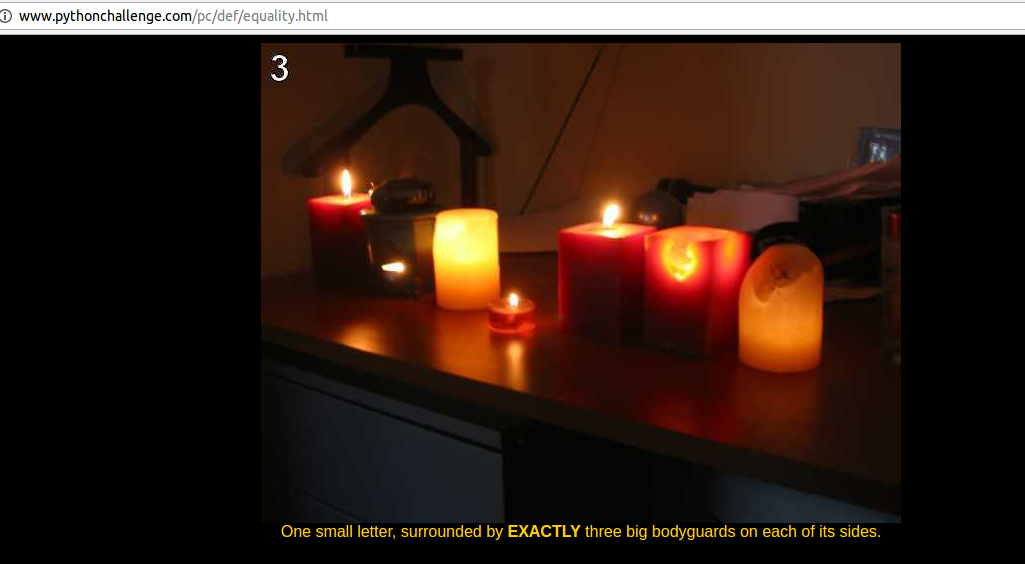 www.pythonchallenge.com/pc/def/equality.html
3
One small letter, surrounded by EXACTLY three big bodyguards on each of its sides.